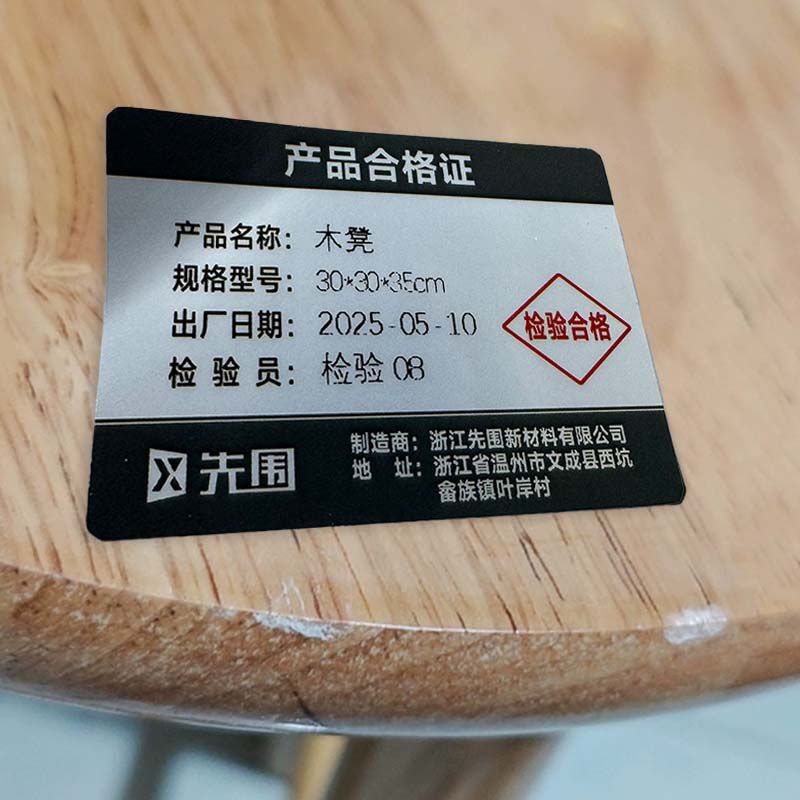 产品合格证
产品名称：木凳
规格型号：30*30*35cm
出厂日期：2025-05-10
检验员：检验08
检验合格
先围
制造商：浙江先围新材料有限公司
地址：浙江省温州市文成县西坑
畲族镇叶岸村